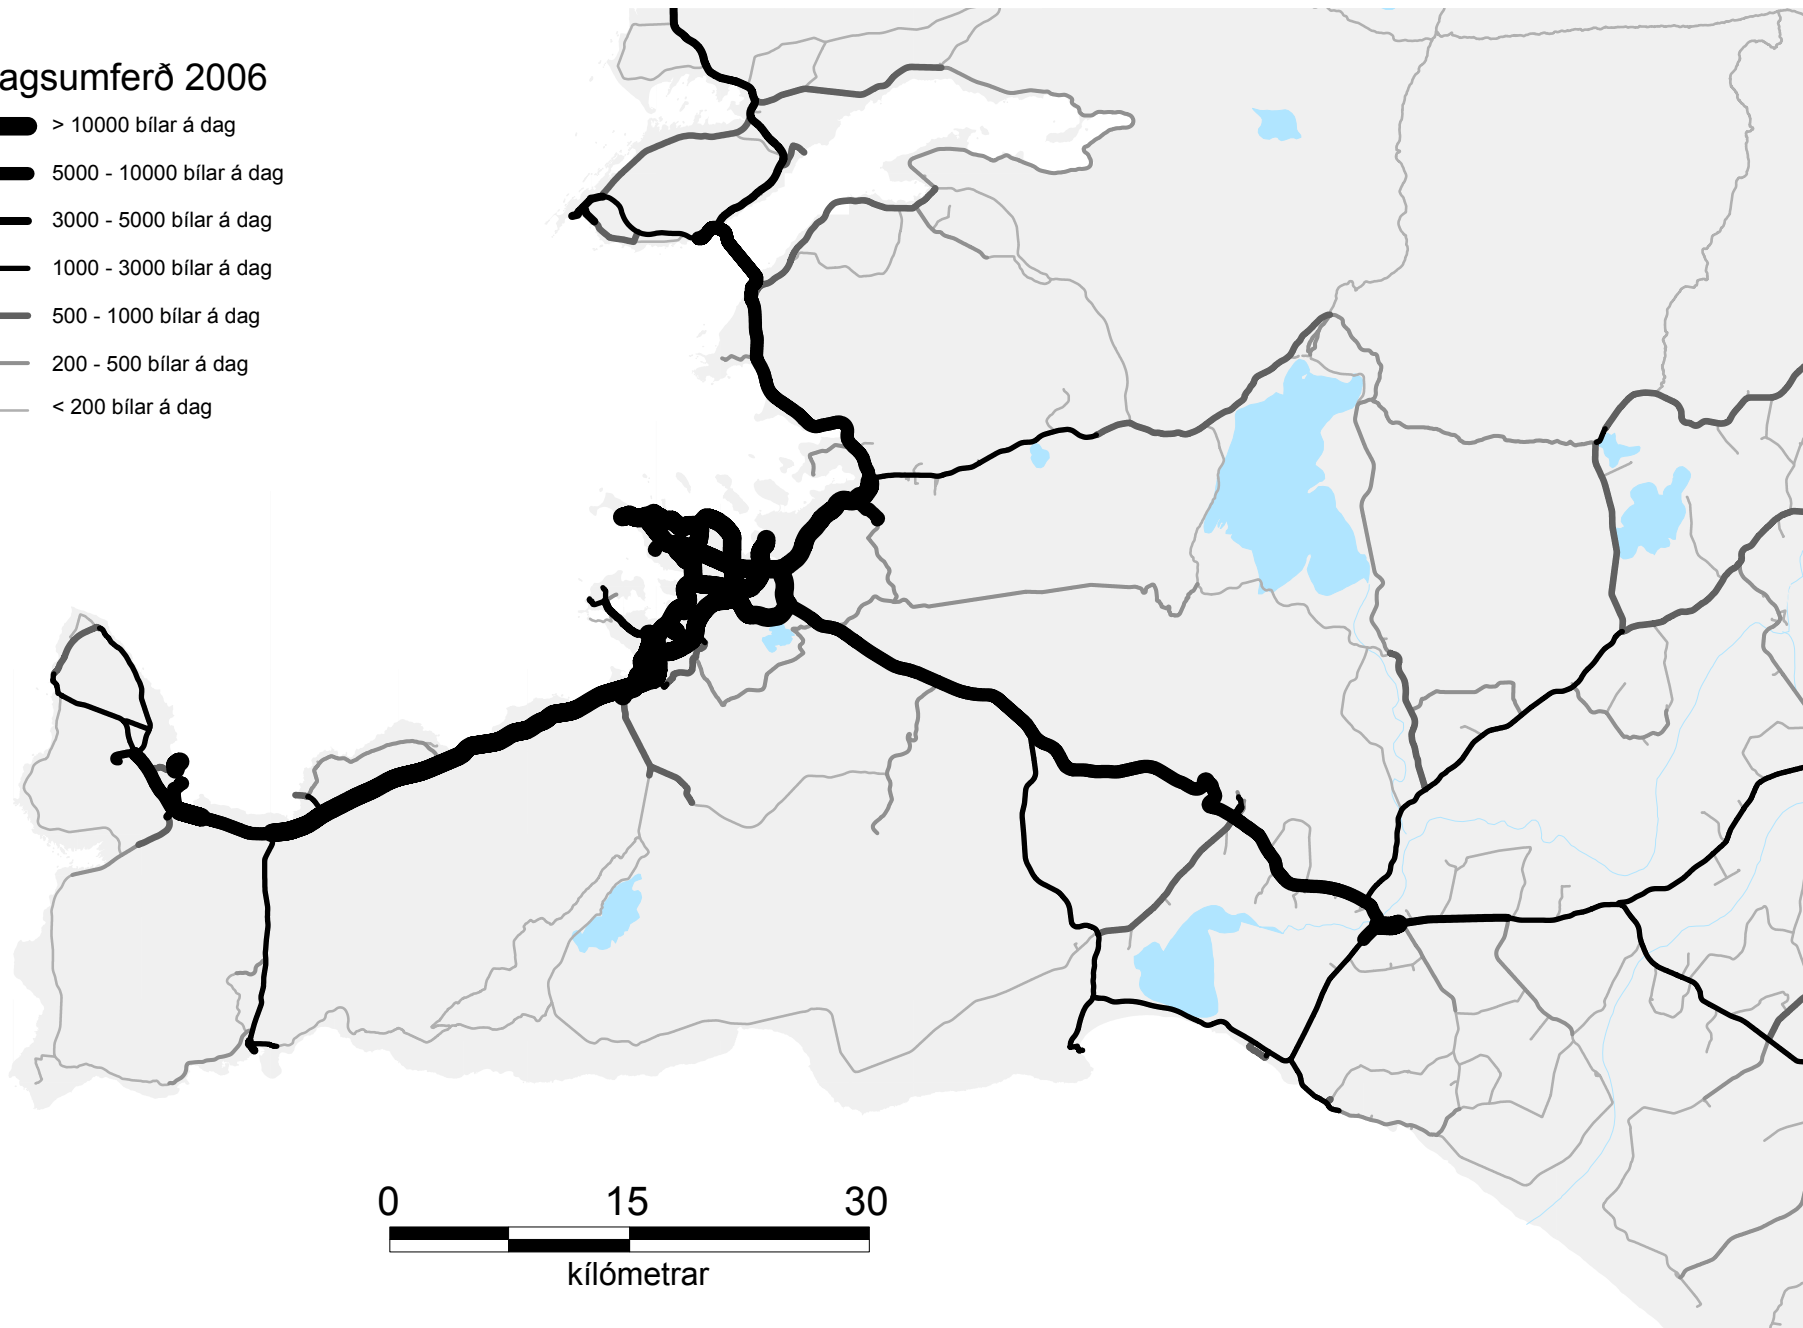 agsumferð 2006
> 10000 bílar á dag
5000 - 10000 bílar á dag
3000 - 5000 bílar á dag
1000 - 3000 bílar á dag
500 - 1000 bílar á dag
200 - 500 bílar á dag
< 200 bílar á dag
0 15 30
kílómetrar